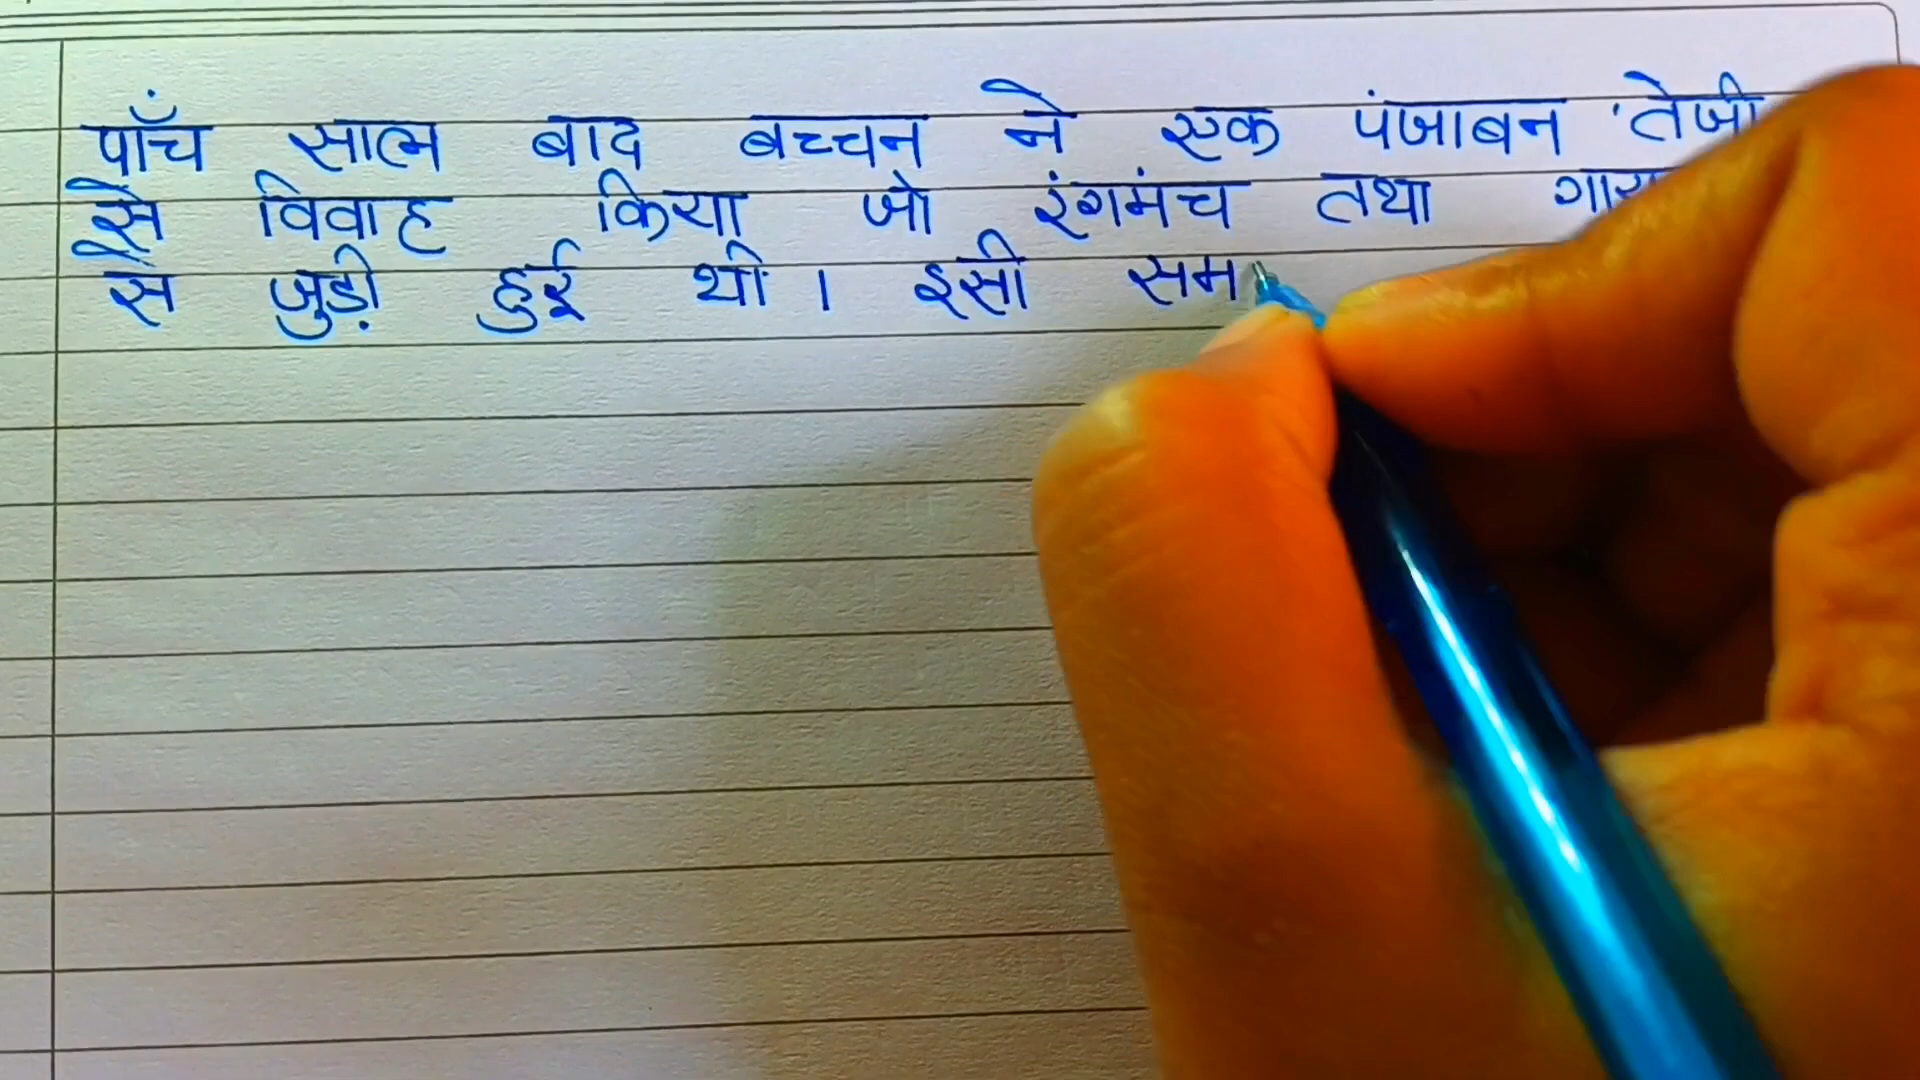 पाँच साल बाद बच्चन ने एक पंजाबन 'तेजी
से विवाह किया जो रंगमंच तथा
से जुड़ी हुई थी । इसी सम